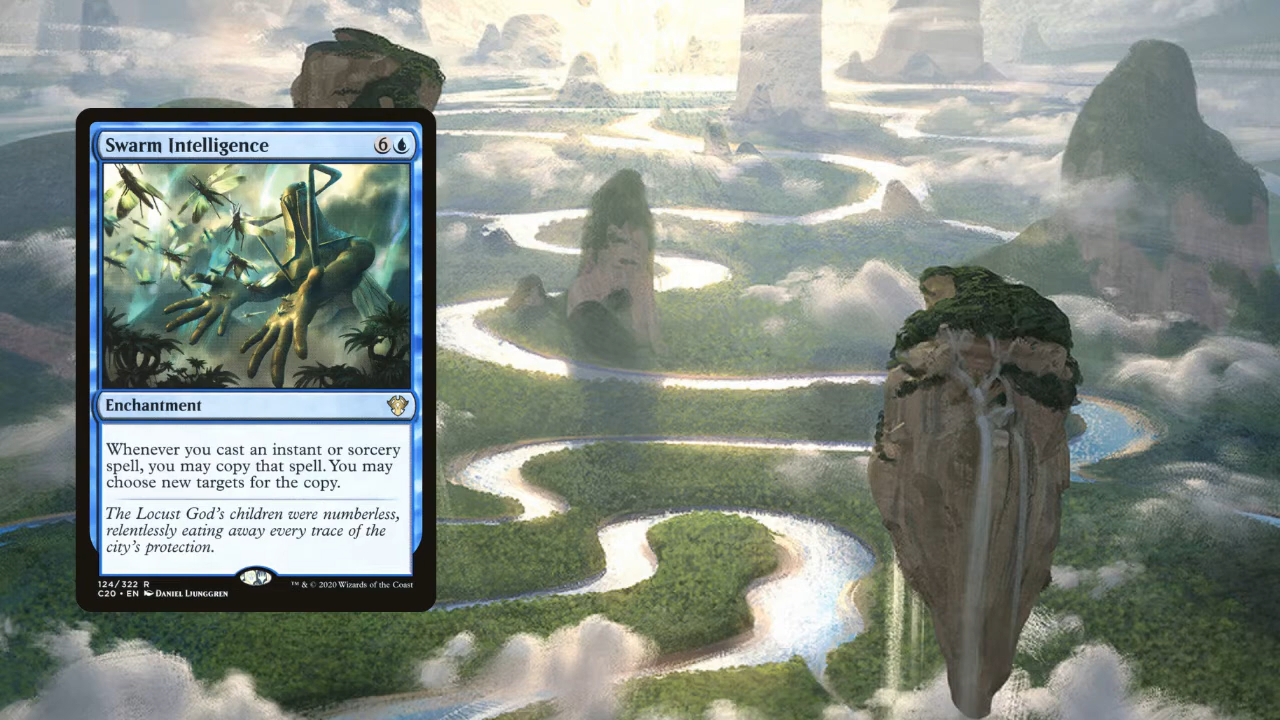 Swarm Intelligence 6
Enchantment
Whenever you cast an instant or sorcery
spell, you may copy that spell. You may
choose new targets for the copy.
The Locust God's children were numberless,
relentlessly eating away every trace of the
city's protection.
124/322 R
C20 • EN Daniel Ljunggren
™ & © 2020 Wizards of the Coast